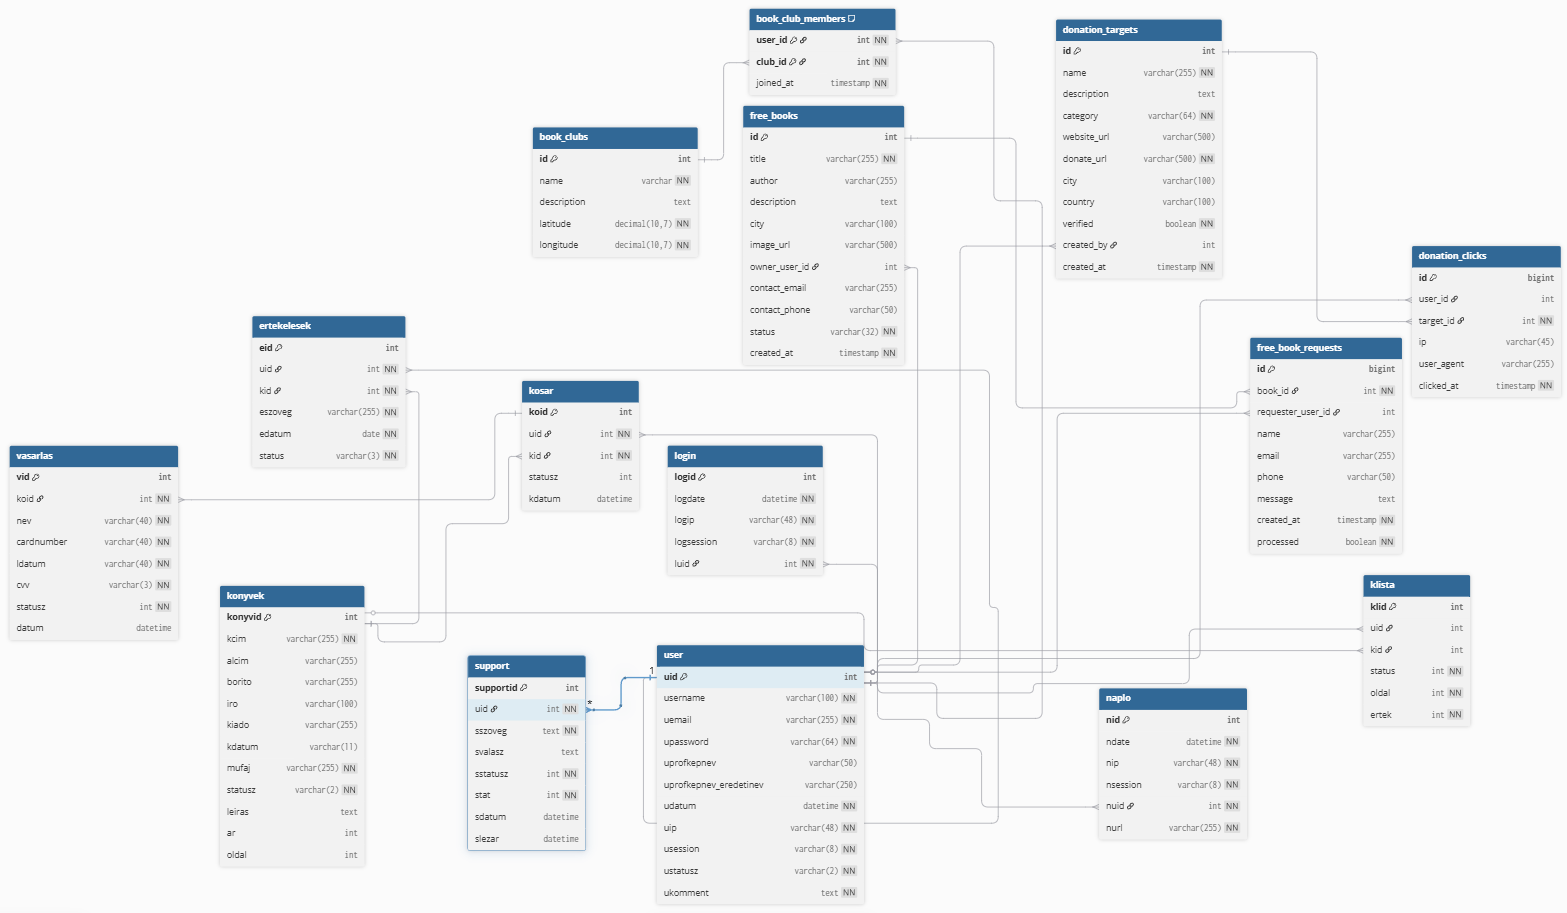 book_club_members
user_id int NN
club_id int NN
joined_at timestamp NN
donation_targets
id int
name varchar(255) NN
description text
category varchar(64) NN
website_url varchar(500)
donate_url varchar(500) NN
city varchar(100)
country varchar(100)
verified boolean NN
created_by int
created_at timestamp NN
free_books
id int
title varchar(255) NN
author varchar(255)
description text
city varchar(100)
image_url varchar(500)
owner_user_id int
contact_email varchar(255)
contact_phone varchar(50)
status varchar(32) NN
created_at timestamp NN
book_clubs
id int
name varchar NN
description text
latitude decimal(10,7) NN
longitude decimal(10,7) NN
donation_clicks
id bigint
user_id int
target_id int NN
ip varchar(45)
user_agent varchar(255)
clicked_at timestamp NN
ertekelesek
eid int
uid int NN
kid int NN
eszoveg varchar(255) NN
edatum date NN
status varchar(3) NN
free_book_requests
id bigint
book_id int NN
requester_user_id int
name varchar(255)
email varchar(255)
phone varchar(50)
message text
created_at timestamp NN
processed boolean NN
kosar
koid int
uid int NN
kid int NN
statusz int
kdatum datetime
vasarlas
vid int
koid int NN
nev varchar(40) NN
cardnumber varchar(40) NN
ldatum varchar(40) NN
cvv varchar(3) NN
statusz int NN
datum datetime
login
logid int
logdate datetime NN
logip varchar(48) NN
logsession varchar(8) NN
luid int NN
klista
klid int
uid int
kid int
status int NN
oldal int NN
ertek int NN
konyvek
konyvid int
kcim varchar(255) NN
alcim varchar(255)
borito varchar(255)
iro varchar(100)
kiado varchar(255)
kdatum varchar(11)
mufaj varchar(255) NN
statusz varchar(2) NN
leiras text
ar int
oldal int
support
supportid int
uid int NN
sszoveg text NN
svalasz text
sstatusz int NN
stat int NN
sdatum datetime
slezar datetime
*
1
user
uid int
username varchar(100) NN
uemail varchar(255) NN
upassword varchar(64) NN
uprofkepnev varchar(50)
uprofkepnev_eredetinev varchar(250)
udatum datetime NN
uip varchar(48) NN
usession varchar(8) NN
ustatusz varchar(2) NN
ukomment text NN
naplo
nid int
ndate datetime NN
nip varchar(48) NN
nsession varchar(8) NN
nuid int NN
nurl varchar(255) NN